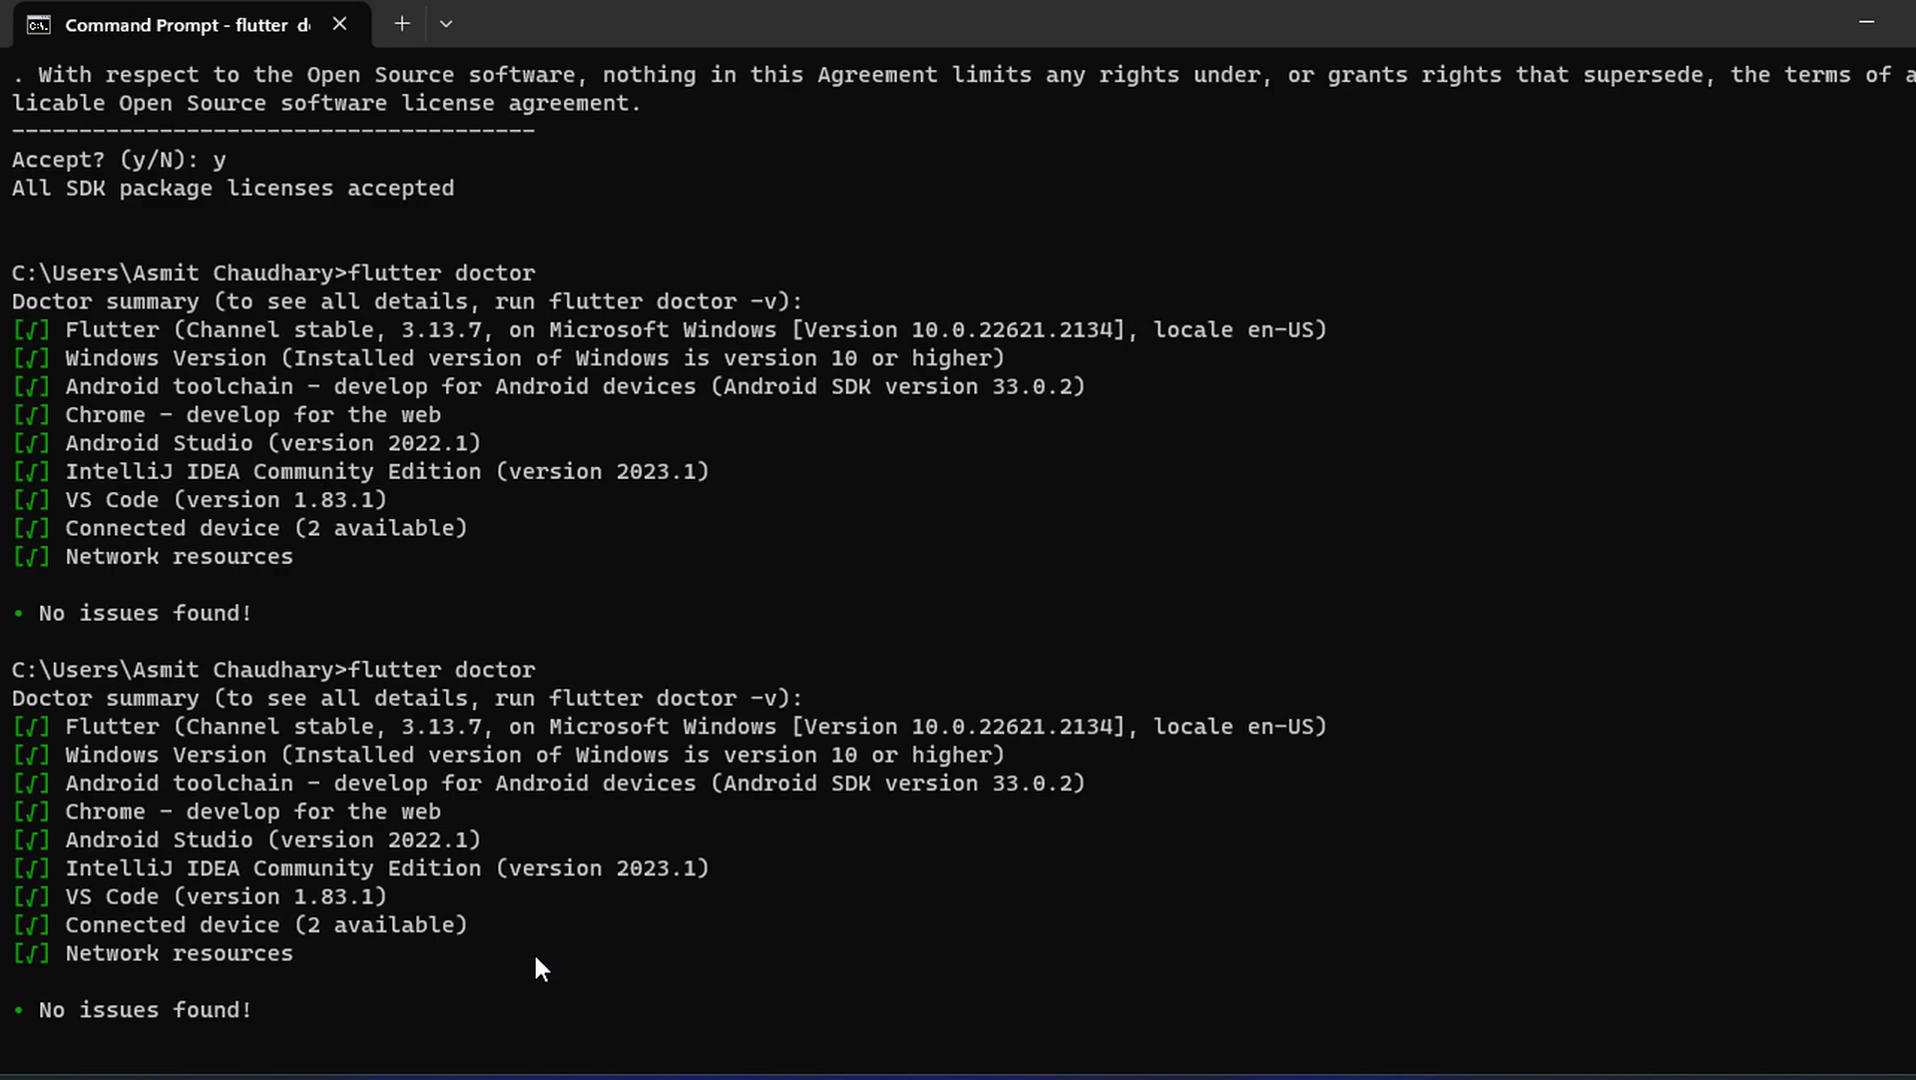 Command Prompt - flutter d
. With respect to the Open Source software, nothing in this Agreement limits any rights under, or grants rights that supersede, the terms of a
licable Open Source software license agreement.
---------------------------------------
Accept? (y/N): y
All SDK package licenses accepted
C:\Users\Asmit Chaudhary>flutter doctor
Doctor summary (to see all details, run flutter doctor -v):
[√] Flutter (Channel stable, 3.13.7, on Microsoft Windows [Version 10.0.22621.2134], locale en-US)
[√] Windows Version (Installed version of Windows is version 10 or higher)
[√] Android toolchain - develop for Android devices (Android SDK version 33.0.2)
[√] Chrome - develop for the web
[√] Android Studio (version 2022.1)
[√] IntelliJ IDEA Community Edition (version 2023.1)
[√] VS Code (version 1.83.1)
[√] Connected device (2 available)
[√] Network resources
• No issues found!
C:\Users\Asmit Chaudhary>flutter doctor
Doctor summary (to see all details, run flutter doctor -v):
[√] Flutter (Channel stable, 3.13.7, on Microsoft Windows [Version 10.0.22621.2134], locale en-US)
[√] Windows Version (Installed version of Windows is version 10 or higher)
[√] Android toolchain - develop for Android devices (Android SDK version 33.0.2)
[√] Chrome - develop for the web
[√] Android Studio (version 2022.1)
[√] IntelliJ IDEA Community Edition (version 2023.1)
[√] VS Code (version 1.83.1)
[√] Connected device (2 available)
[√] Network resources
• No issues found!